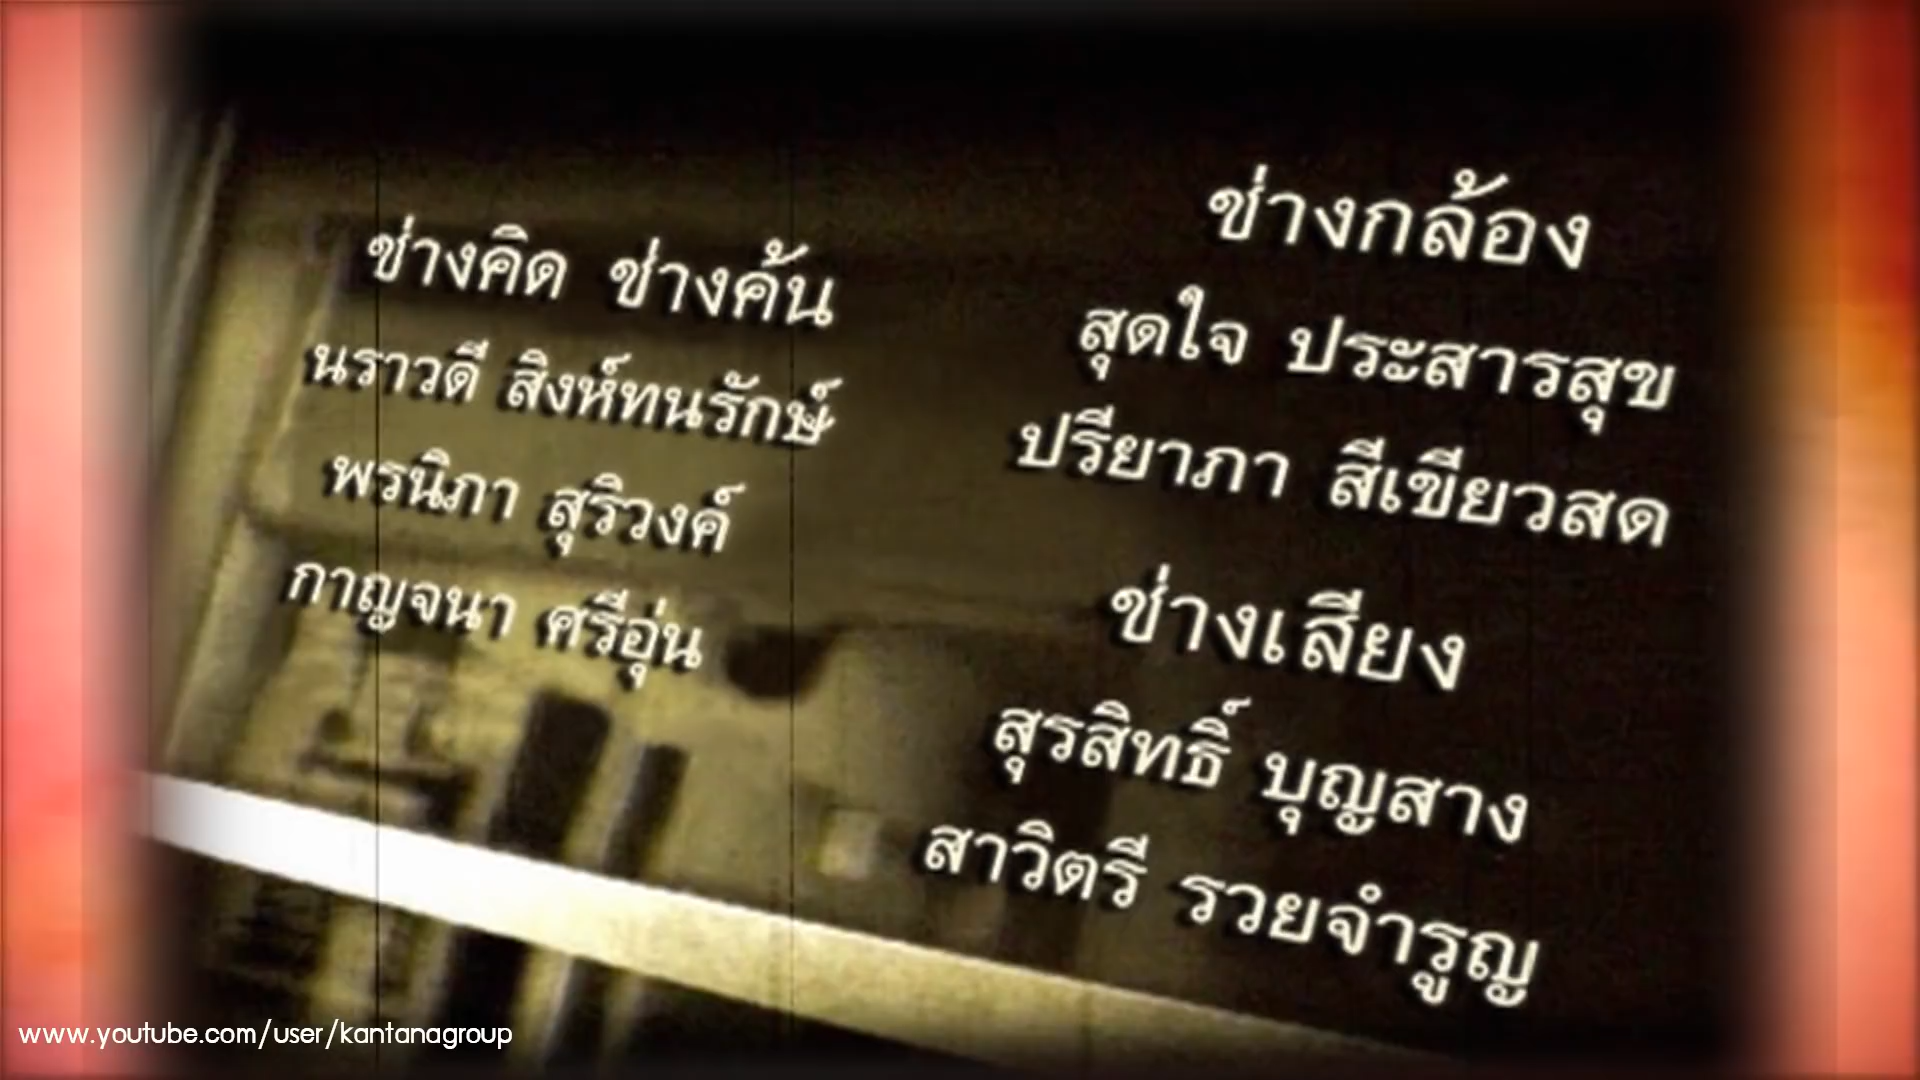 ช่างคิด ช่างค้น
นราวดี สิงห์ทนรักษ์
พรนิภา สุริวงค์
กาญจนา ศรีอุ่น
ช่างกล้อง
สุดใจ ประสารสุข
ปรียาภา สีเขียวสด
ช่างเสียง
สุรสิทธิ์ บุญสาง
สาวิตรี รวยจำรูญ
www.youtube.com/user/kantanagroup